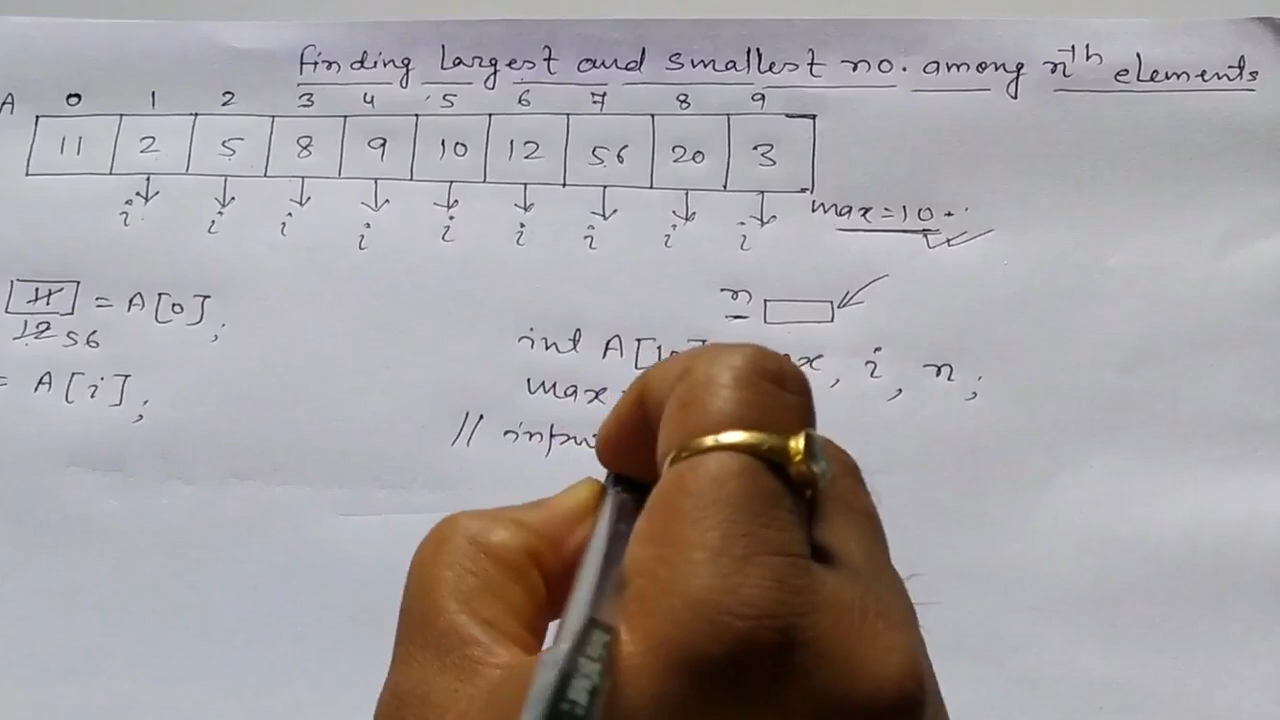 Finding largest and smallest no. among nth elements
A 0 1 2 3 4 5 6 7 8 9
11 2 5 8 9 10 12 56 20 3
i i i i i i i i i
max=10
11 = A[0];
12 56
n
int A[10] i, n;
= A[i];
max
//